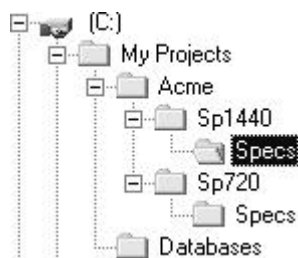 (C:)
My Projects
Acme
Sp1440
Specs
Sp720
Specs
Databases